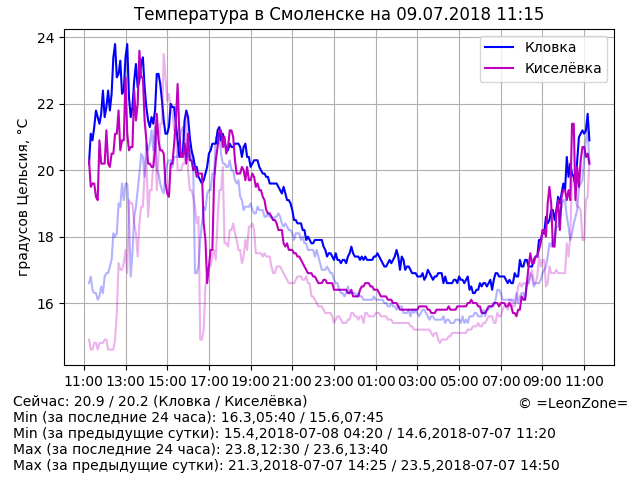 Температура в Смоленске на 09.07.2018 11:15
градусов Цельсия, °C
24
22
20
18
16
Кловка
Киселёвка
11:00 13:00 15:00 17:00 19:00 21:00 23:00 01:00 03:00 05:00 07:00 09:00 11:00
Сейчас: 20.9 / 20.2 (Кловка / Киселёвка)
© =LeonZone=
Min (за последние 24 часа): 16.3,05:40 / 15.6,07:45
Min (за предыдущие сутки): 15.4,2018-07-08 04:20 / 14.6,2018-07-07 11:20
Max (за последние 24 часа): 23.8,12:30 / 23.6,13:40
Max (за предыдущие сутки): 21.3,2018-07-07 14:25 / 23.5,2018-07-07 14:50